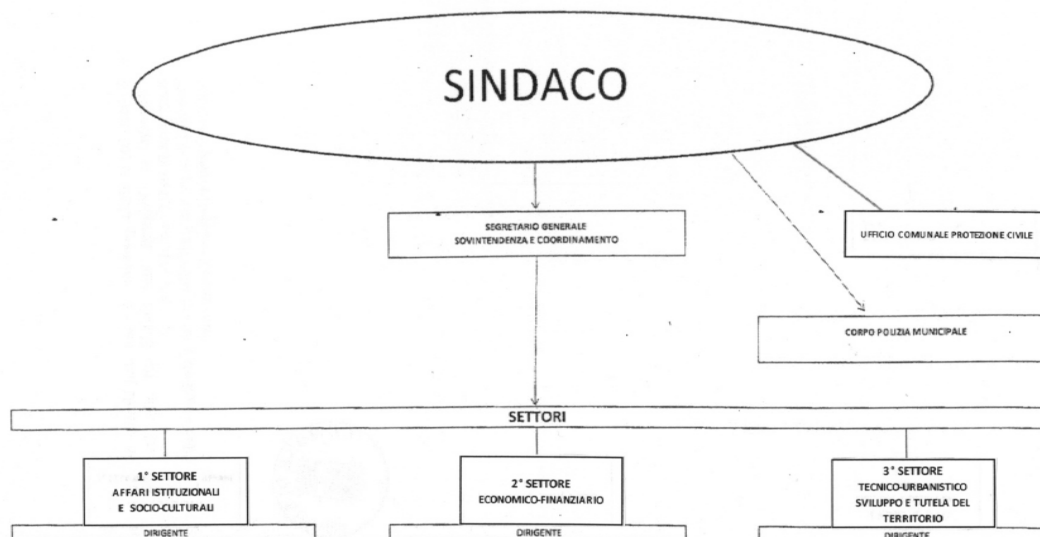 SINDACO
SEGRETARIO GENERALE
SOVINTENDENZA E COORDINAMENTO
UFFICIO COMUNALE PROTEZIONE CIVILE
CORPO POLIZIA MUNICIPALE
SETTORI
1° SETTORE
AFFARI ISTITUZIONALI
E SOCIO-CULTURALI
2° SETTORE
ECONOMICO-FINANZIARIO
3° SETTORE
TECNICO-URBANISTICO
SVILUPPO E TUTELA DEL
TERRITORIO
DIRIGENTE
DIRIGENTE
DIRIGENTE